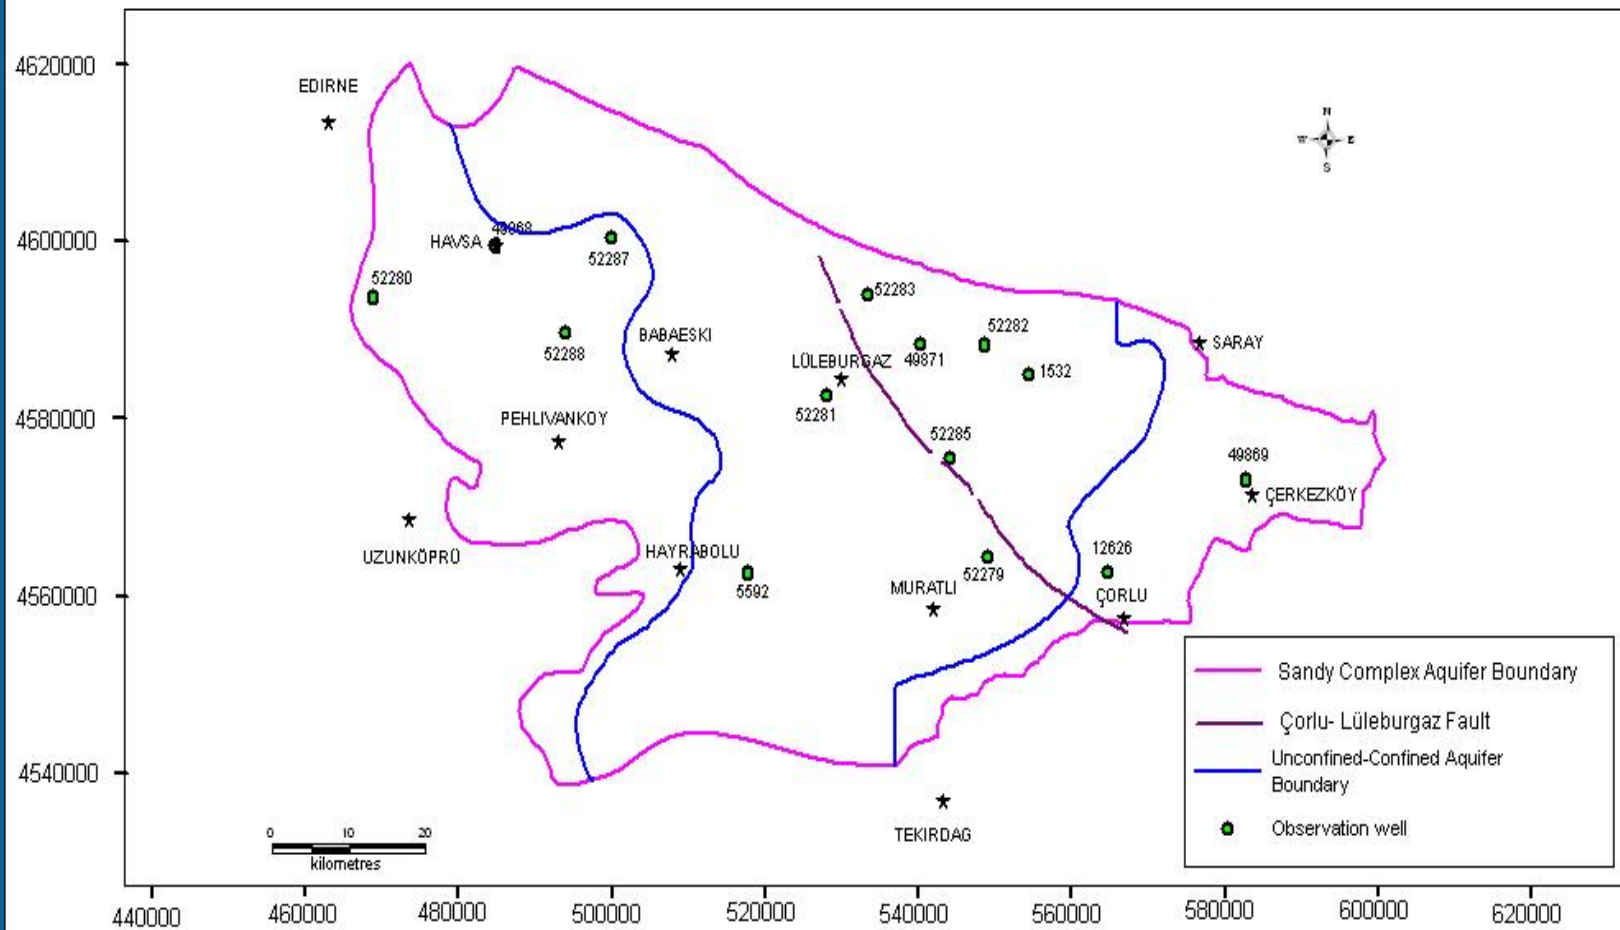 4620000
EDIRNE
N
W E
S
4600000
HAVSA
52287
52280
52283
52288
BABAESKI
52282
SARAY
LÜLEBURGAZ
49871
1532
52281
4580000
PEHLIVANKOY
52285
49869
ÇERKEZKÖY
UZUNKÖPRÜ
HAYRABOLU
12626
52279
5592
MURATLI
ÇORLU
4560000
Sandy Complex Aquifer Boundary
Çorlu- Lüleburgaz Fault
Unconfined-Confined Aquifer
Boundary
Observation well
4540000
TEKIRDAG
0 10 20
kilometres
440000 460000 480000 500000 520000 540000 560000 580000 600000 620000